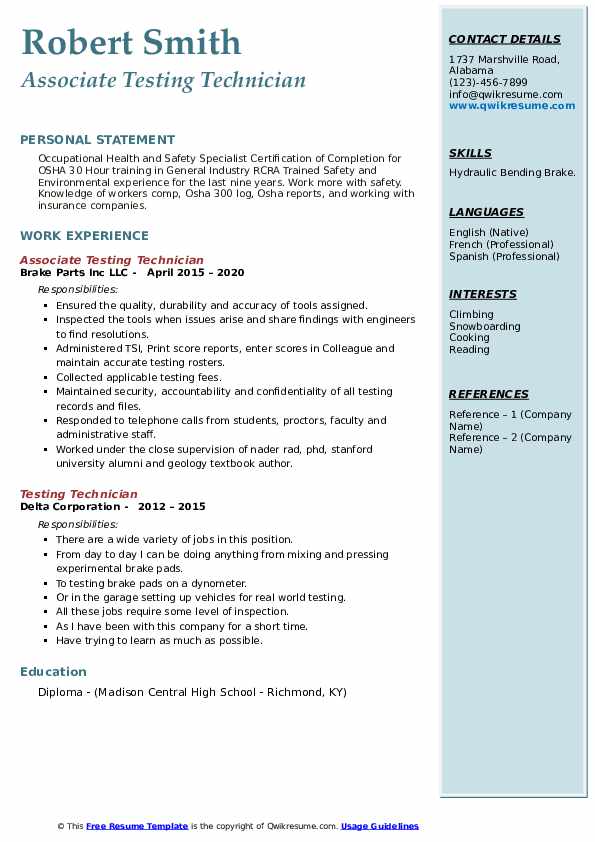 Robert Smith
Associate Testing Technician
PERSONAL STATEMENT
Occupational Health and Safety Specialist Certification of Completion for
OSHA 30 Hour training in General Industry RCRA Trained Safety and
Environmental experience for the last nine years. Work more with safety.
Knowledge of workers comp, Osha 300 log, Osha reports, and working with
insurance companies.
WORK EXPERIENCE
Associate Testing Technician
Brake Parts Inc LLC - April 2015 – 2020
Responsibilities:
▪ Ensured the quality, durability and accuracy of tools assigned.
▪ Inspected the tools when issues arise and share findings with engineers
to find resolutions.
▪ Administered TSI, Print score reports, enter scores in Colleague and
maintain accurate testing rosters.
▪ Collected applicable testing fees.
▪ Maintained security, accountability and confidentiality of all testing
records and files.
▪ Responded to telephone calls from students, proctors, faculty and
administrative staff.
▪ Worked under the close supervision of nader rad, phd, stanford
university alumni and geology textbook author.
Testing Technician
Delta Corporation - 2012 – 2015
Responsibilities:
▪ There are a wide variety of jobs in this position.
▪ From day to day I can be doing anything from mixing and pressing
experimental brake pads.
▪ To testing brake pads on a dynometer.
▪ Or in the garage setting up vehicles for real world testing.
▪ All these jobs require some level of inspection.
▪ As I have been with this company for a short time.
▪ Have trying to learn as much as possible.
Education
Diploma - (Madison Central High School - Richmond, KY)
CONTACT DETAILS
1737 Marshville Road,
Alabama
(123)-456-7899
info@qwikresume.com
www.qwikresume.com
SKILLS
Hydraulic Bending Brake.
LANGUAGES
English (Native)
French (Professional)
Spanish (Professional)
INTERESTS
Climbing
Snowboarding
Cooking
Reading
REFERENCES
Reference – 1 (Company
Name)
Reference – 2 (Company
Name)
© This Free Resume Template is the copyright of Qwikresume.com. Usage Guidelines